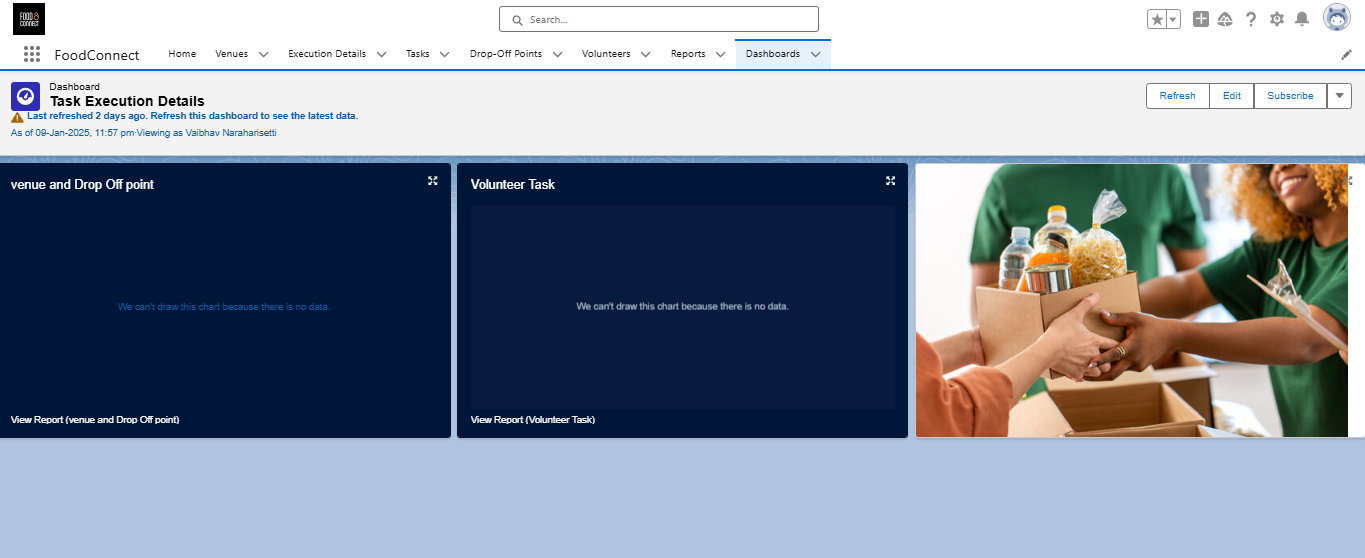 FOOD&
CONNECT
Search...
FoodConnect Home Venues Execution Details Tasks Drop-Off Points Volunteers Reports Dashboards
Dashboard
Task Execution Details
Last refreshed 2 days ago. Refresh this dashboard to see the latest data.
As of 09-Jan-2025, 11:57 pm·Viewing as Vaibhav Naraharisetti
Refresh Edit Subscribe
venue and Drop Off point
We can't draw this chart because there is no data.
View Report (venue and Drop Off point)
Volunteer Task
We can't draw this chart because there is no data.
View Report (Volunteer Task)